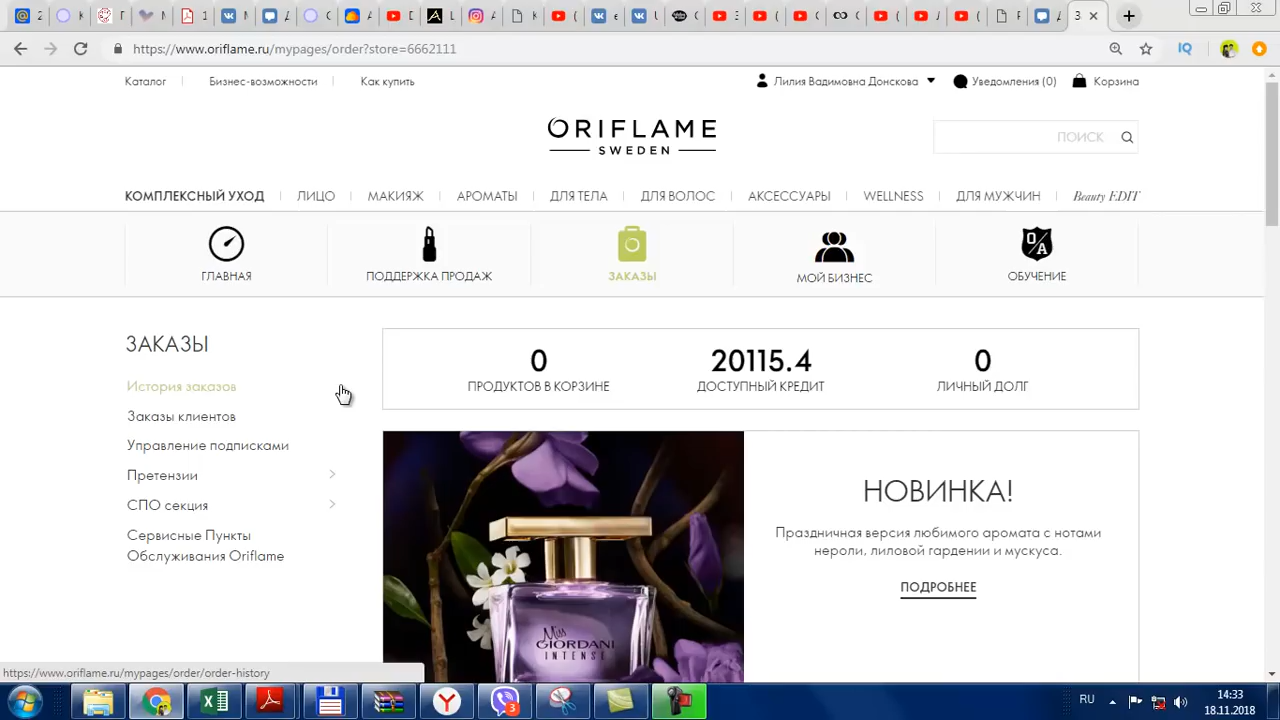 https://www.oriflame.ru/mypages/order?store=6662111
Каталог
Бизнес-возможности
Как купить
Лилия Вадимовна Донскова
Уведомления (0)
Корзина
ORIFLAME
SWEDEN
ПОИСК
КОМПЛЕКСНЫЙ УХОД
ЛИЦО
МАКИЯЖ
АРОМАТЫ
ДЛЯ ТЕЛА
ДЛЯ ВОЛОС
АКСЕССУАРЫ
WELLNESS
ДЛЯ МУЖЧИН
Beauty EDIT
ГЛАВНАЯ
ПОДДЕРЖКА ПРОДАЖ
ЗАКАЗЫ
МОЙ БИЗНЕС
O/A
ОБУЧЕНИЕ
ЗАКАЗЫ
История заказов
Заказы клиентов
Управление подписками
Претензии
СПО секция
Сервисные Пункты
Обслуживания Oriflame
0
ПРОДУКТОВ В КОРЗИНЕ
20115.4
ДОСТУПНЫЙ КРЕДИТ
0
ЛИЧНЫЙ ДОЛГ
Miss
GIORDANI
INTENSE
НОВИНКА!
Праздничная версия любимого аромата с нотами
нероли, лиловой гардении и мускуса.
ПОДРОБНЕЕ
https://www.oriflame.ru/mypages/order/order-history
3
RU
14:33
18.11.2018